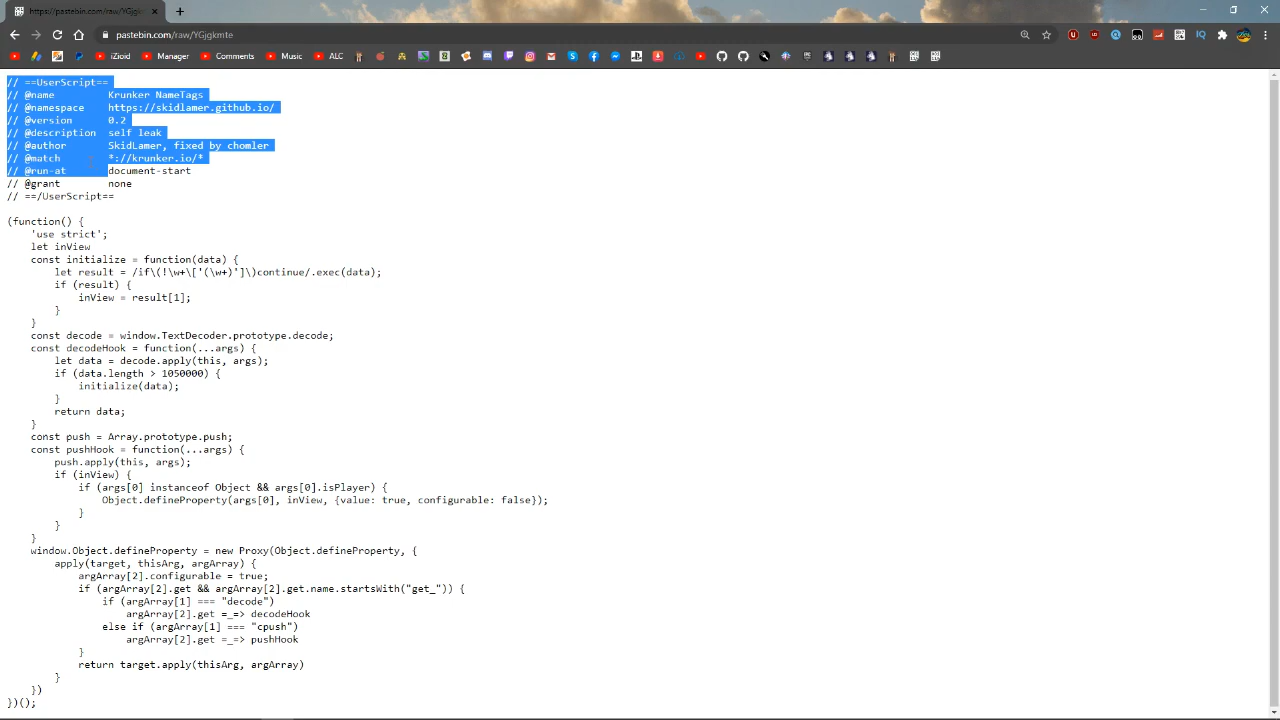 https://pastebin.com/raw/YGjgkmte
pastebin.com/raw/YGjgkmte
iZioid
Manager
Comments
Music
ALC
// ==UserScript==
// @name         Krunker NameTags
// @namespace    https://skidlamer.github.io/
// @version      0.2
// @description  self leak
// @author       SkidLamer, fixed by chomler
// @match        *://krunker.io/*
// @run-at       document-start
// @grant        none
// ==/UserScript==
(function() {
    'use strict';
    let inView
    const initialize = function(data) {
        let result = /if\(!\w+\['(\w+)']\)continue/.exec(data);
        if (result) {
            inView = result[1];
        }
    }
    const decode = window.TextDecoder.prototype.decode;
    const decodeHook = function(...args) {
        let data = decode.apply(this, args);
        if (data.length > 1050000) {
            initialize(data);
        }
        return data;
    }
    const push = Array.prototype.push;
    const pushHook = function(...args) {
        push.apply(this, args);
        if (inView) {
            if (args[0] instanceof Object && args[0].isPlayer) {
                Object.defineProperty(args[0], inView, {value: true, configurable: false});
            }
        }
    }
    window.Object.defineProperty = new Proxy(Object.defineProperty, {
        apply(target, thisArg, argArray) {
            argArray[2].configurable = true;
            if (argArray[2].get && argArray[2].get.name.startsWith("get_")) {
                if (argArray[1] === "decode")
                    argArray[2].get =_=> decodeHook
                else if (argArray[1] === "cpush")
                    argArray[2].get =_=> pushHook
            }
            return target.apply(thisArg, argArray)
        }
    })
})();